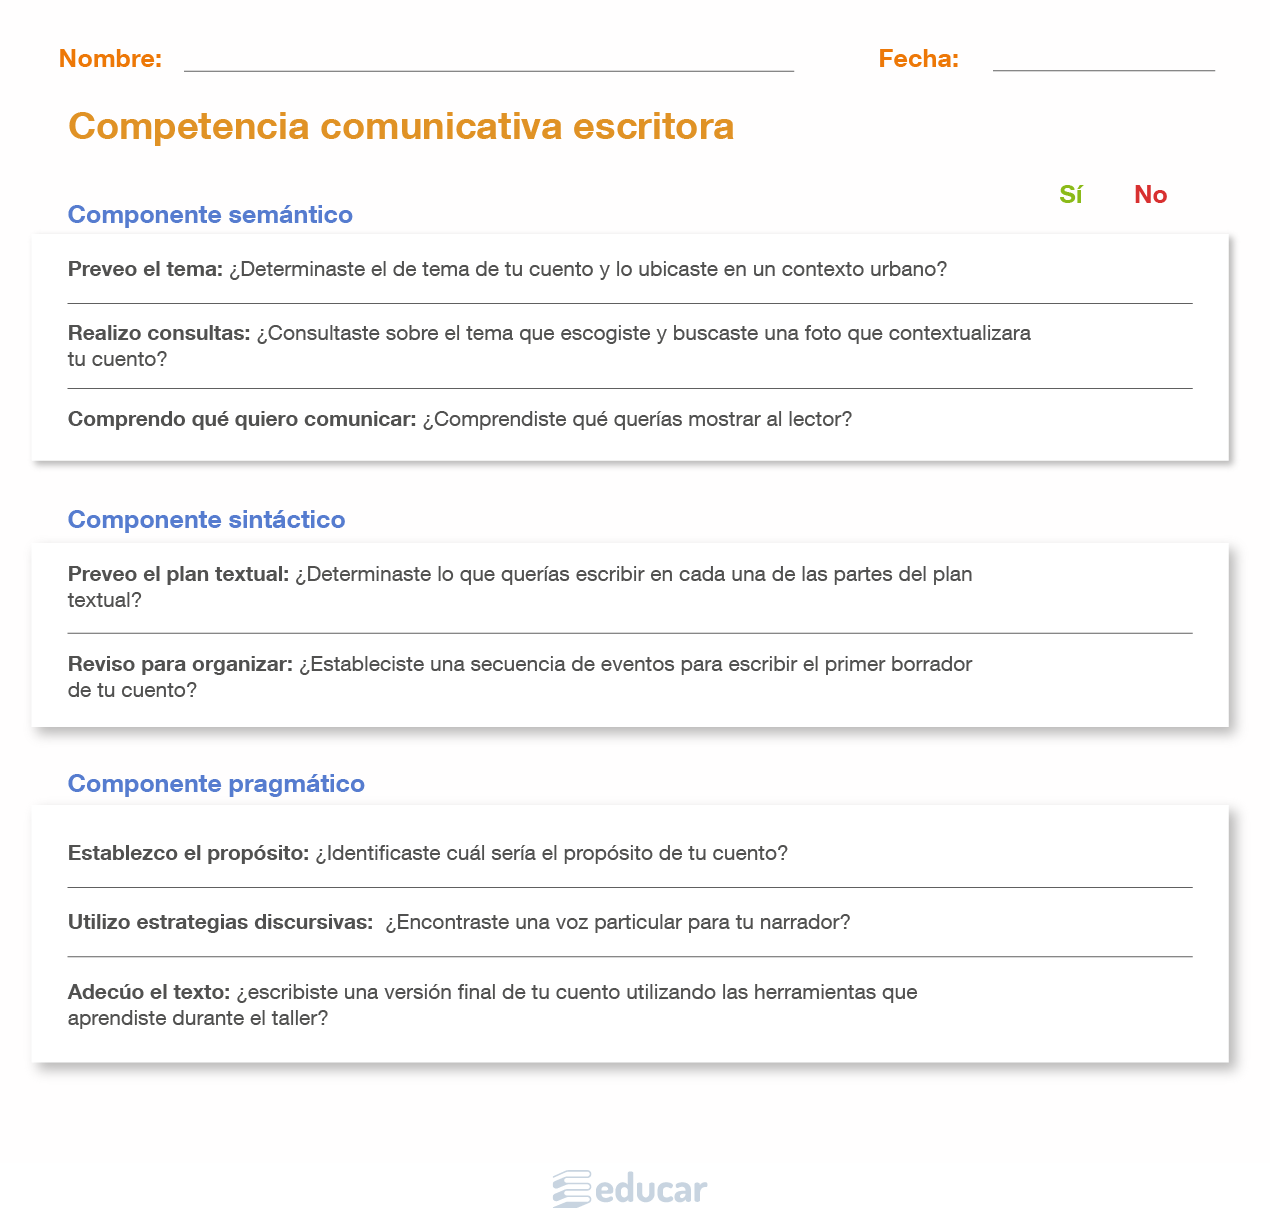 Nombre: Fecha:
Competencia comunicativa escritora
Sí No
Componente semántico
Preveo el tema: ¿Determinaste el de tema de tu cuento y lo ubicaste en un contexto urbano?
Realizo consultas: ¿Consultaste sobre el tema que escogiste y buscaste una foto que contextualizara
tu cuento?
Comprendo qué quiero comunicar: ¿Comprendiste qué querías mostrar al lector?
Componente sintáctico
Preveo el plan textual: ¿Determinaste lo que querías escribir en cada una de las partes del plan
textual?
Reviso para organizar: ¿Estableciste una secuencia de eventos para escribir el primer borrador
de tu cuento?
Componente pragmático
Establezco el propósito: ¿Identificaste cuál sería el propósito de tu cuento?
Utilizo estrategias discursivas: ¿Encontraste una voz particular para tu narrador?
Adecúo el texto: ¿escribiste una versión final de tu cuento utilizando las herramientas que
aprendiste durante el taller?
educar